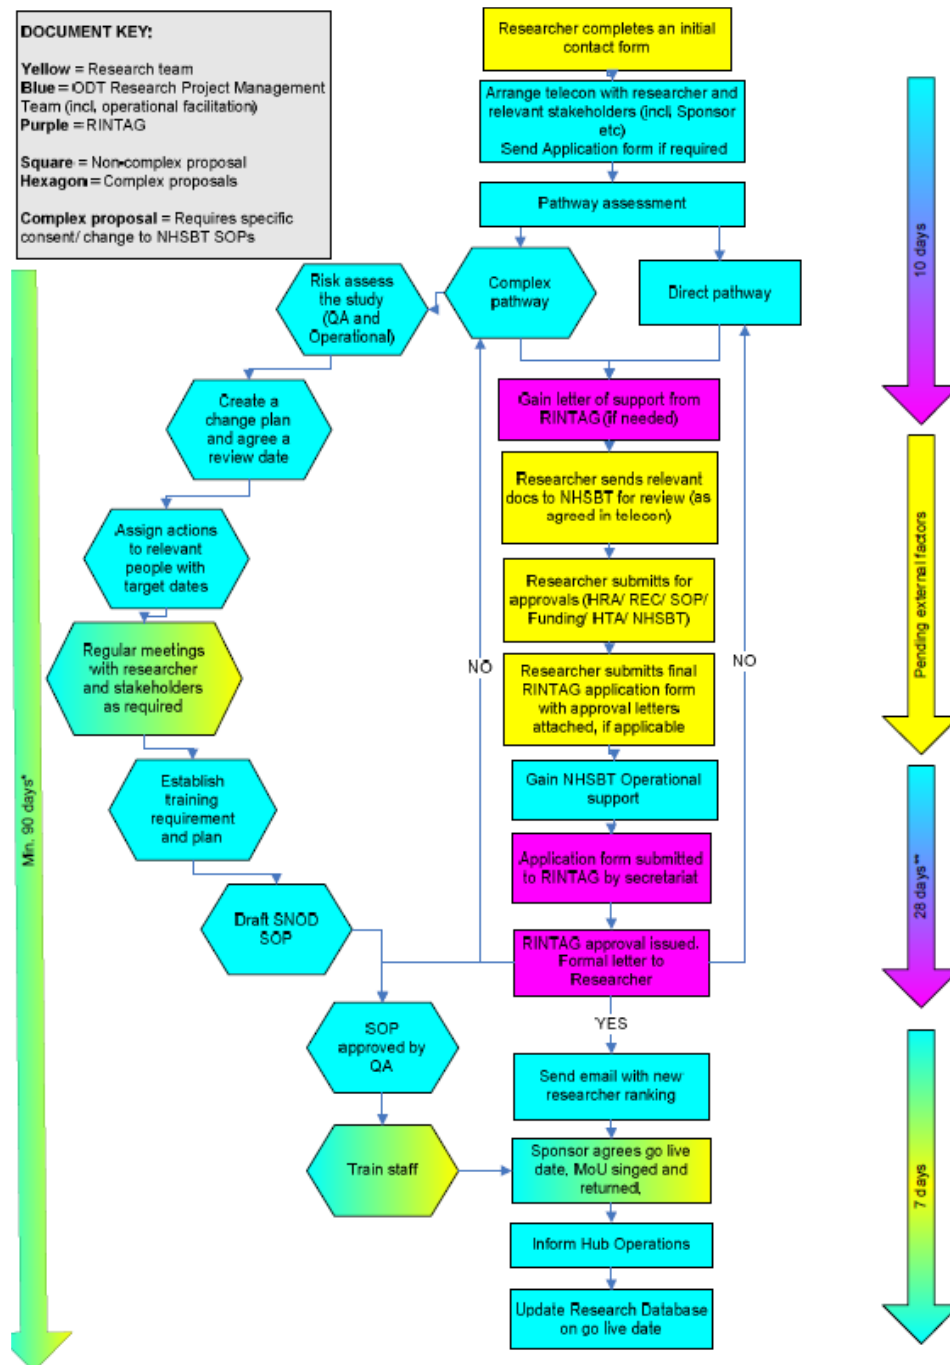 DOCUMENT KEY:
Yellow = Research team
Blue = ODT Research Project Management
Team (incl. operational facilitation)
Purple = RINTAG
Square = Non-complex proposal
Hexagon = Complex proposals
Complex proposal = Requires specific
consent/ change to NHSBT SOPs
Researcher completes an initial
contact form
Arrange telecon with researcher and
relevant stakeholders (incl. Sponsor
etc)
Send Application form if required
Pathway assessment
Complex
pathway
Direct pathway
Risk assess
the study
(QA and
Operational)
Create a
change plan
and agree a
review date
Assign actions
to relevant
people with
target dates
Regular meetings
with researcher
and stakeholders
as required
Establish
training
requirement
and plan
Draft SNOD
SOP
SOP
approved by
QA
Train staff
Gain letter of support from
RINTAG (if needed)
Researcher sends relevant
docs to NHSBT for review (as
agreed in telecon)
Researcher submitts for
approvals (HRA/ REC/ SOP/
Funding/ HTA/ NHSBT)
Researcher submits final
RINTAG application form
with approval letters
attached, if applicable
Gain NHSBT Operational
support
Application form submitted
to RINTAG by secretariat
RINTAG approval issued.
Formal letter to
Researcher
NO
NO
YES
Send email with new
researcher ranking
Sponsor agrees go live
date, MoU singed and
returned.
Inform Hub Operations
Update Research Database
on go live date
Min. 90 days*
10 days
Pending external factors
28 days**
7 days